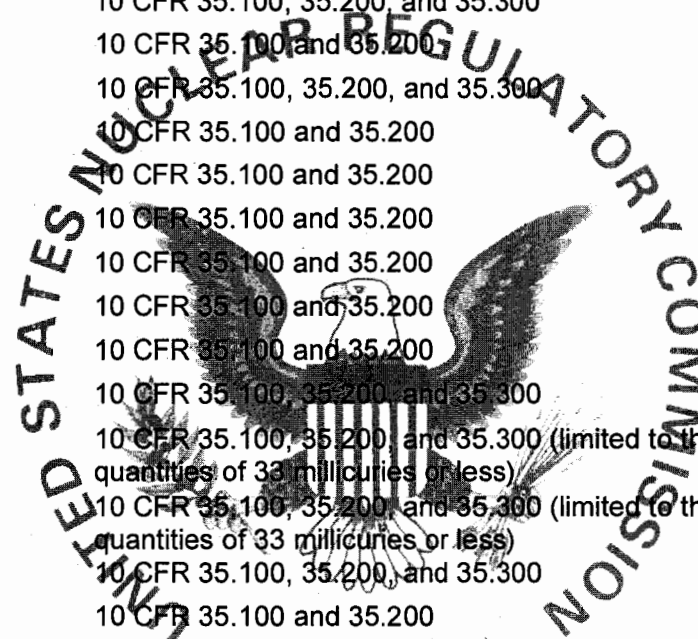 10 CFR 35.100, 35.200, and 35.300
10 CFR 35.100 and 35.200
10 CFR 35.100, 35.200, and 35.300
10 CFR 35.100 and 35.200
10 CFR 35.100 and 35.200
10 CFR 35.100 and 35.200
10 CFR 35.100 and 35.200
10 CFR 35.100 and 35.200
10 CFR 35.100 and 35.200
10 CFR 35.100, 35.200, and 35.300
10 CFR 35.100, 35.200, and 35.300 (limited to
quantities of 33 millicuries or less)
10 CFR 35.100, 35.200, and 35.300 (limited to
quantities of 33 millicuries or less)
10 CFR 35.100, 35.200, and 35.300
10 CFR 35.100 and 35.200
UNITED STATES NUCLEAR REGULATORY COMMISSION